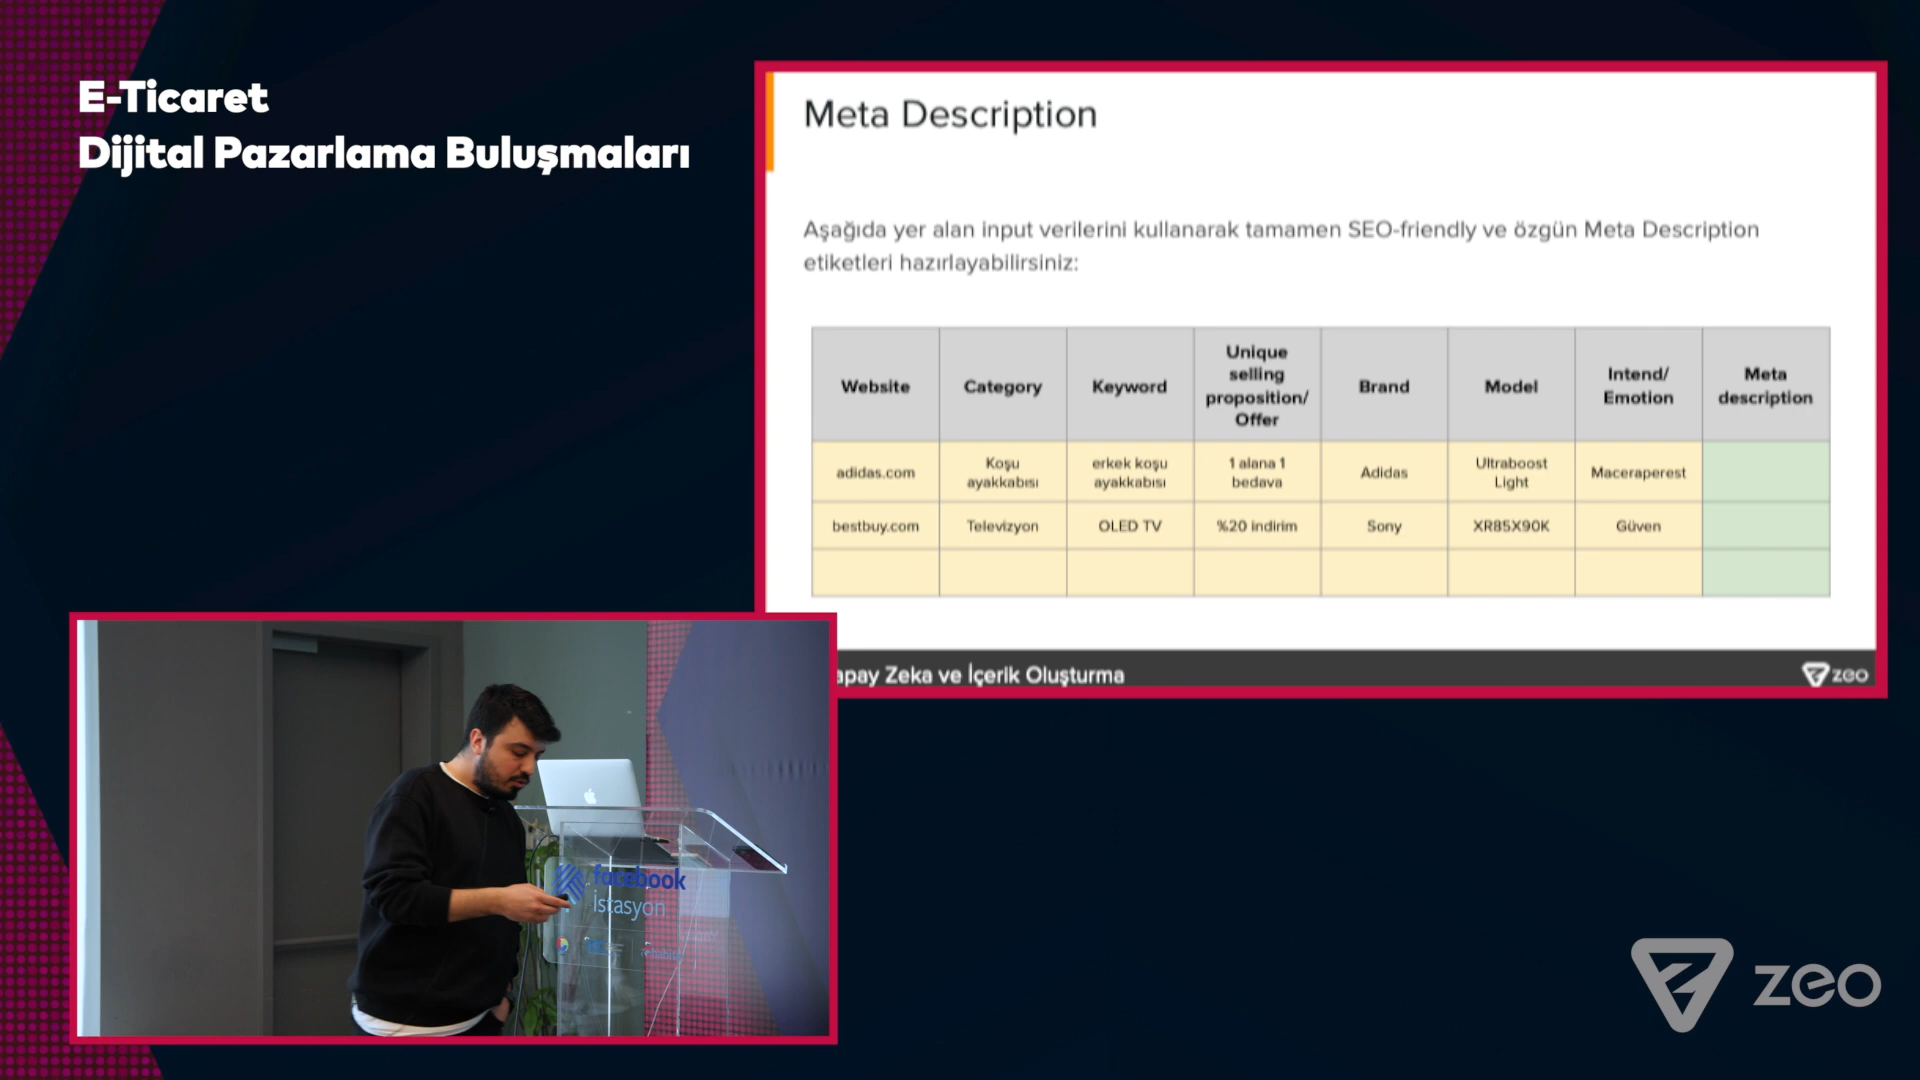 E-Ticaret
Dijital Pazarlama Buluşmaları
Meta Description
Aşağıda yer alan input verilerini kullanarak tamamen SEO-friendly ve özgün Meta Description
etiketleri hazırlayabilirsiniz:
Website
Category
Keyword
Unique
selling
proposition/
Offer
Brand
Model
Intend/
Emotion
Meta
description
adidas.com
Koşu
ayakkabısı
erkek koşu
ayakkabısı
1 alana 1
bedava
Adidas
Ultraboost
Light
Maceraperest
bestbuy.com
Televizyon
OLED TV
%20 indirim
Sony
XR85X90K
Güven
apay Zeka ve İçerik Oluşturma
zeo
facebook
İstasyon
zeo